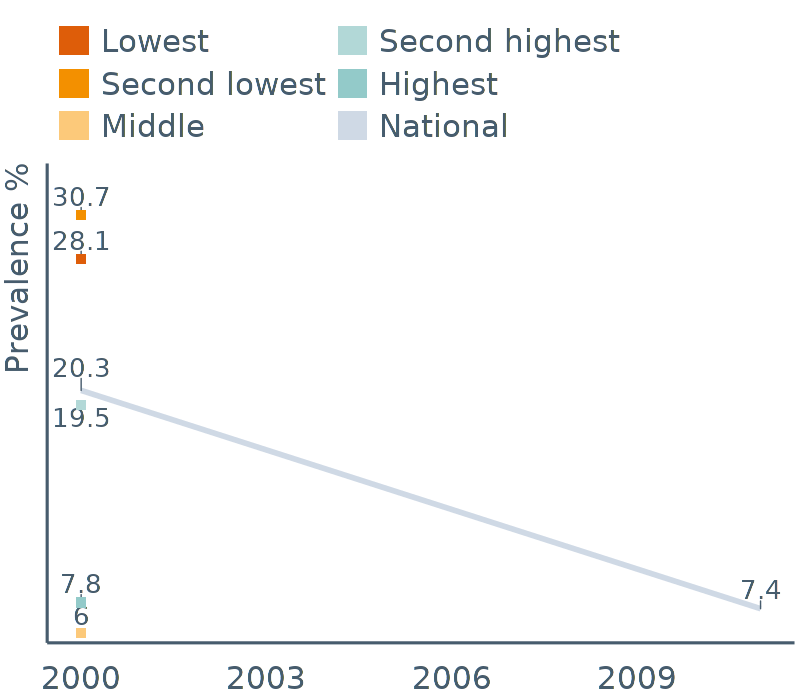 Lowest
Second highest
Second lowest
Highest
Middle
National
Prevalence %
30.7
28.1
20.3
19.5
7.8
7.4
6
2000
2003
2006
2009